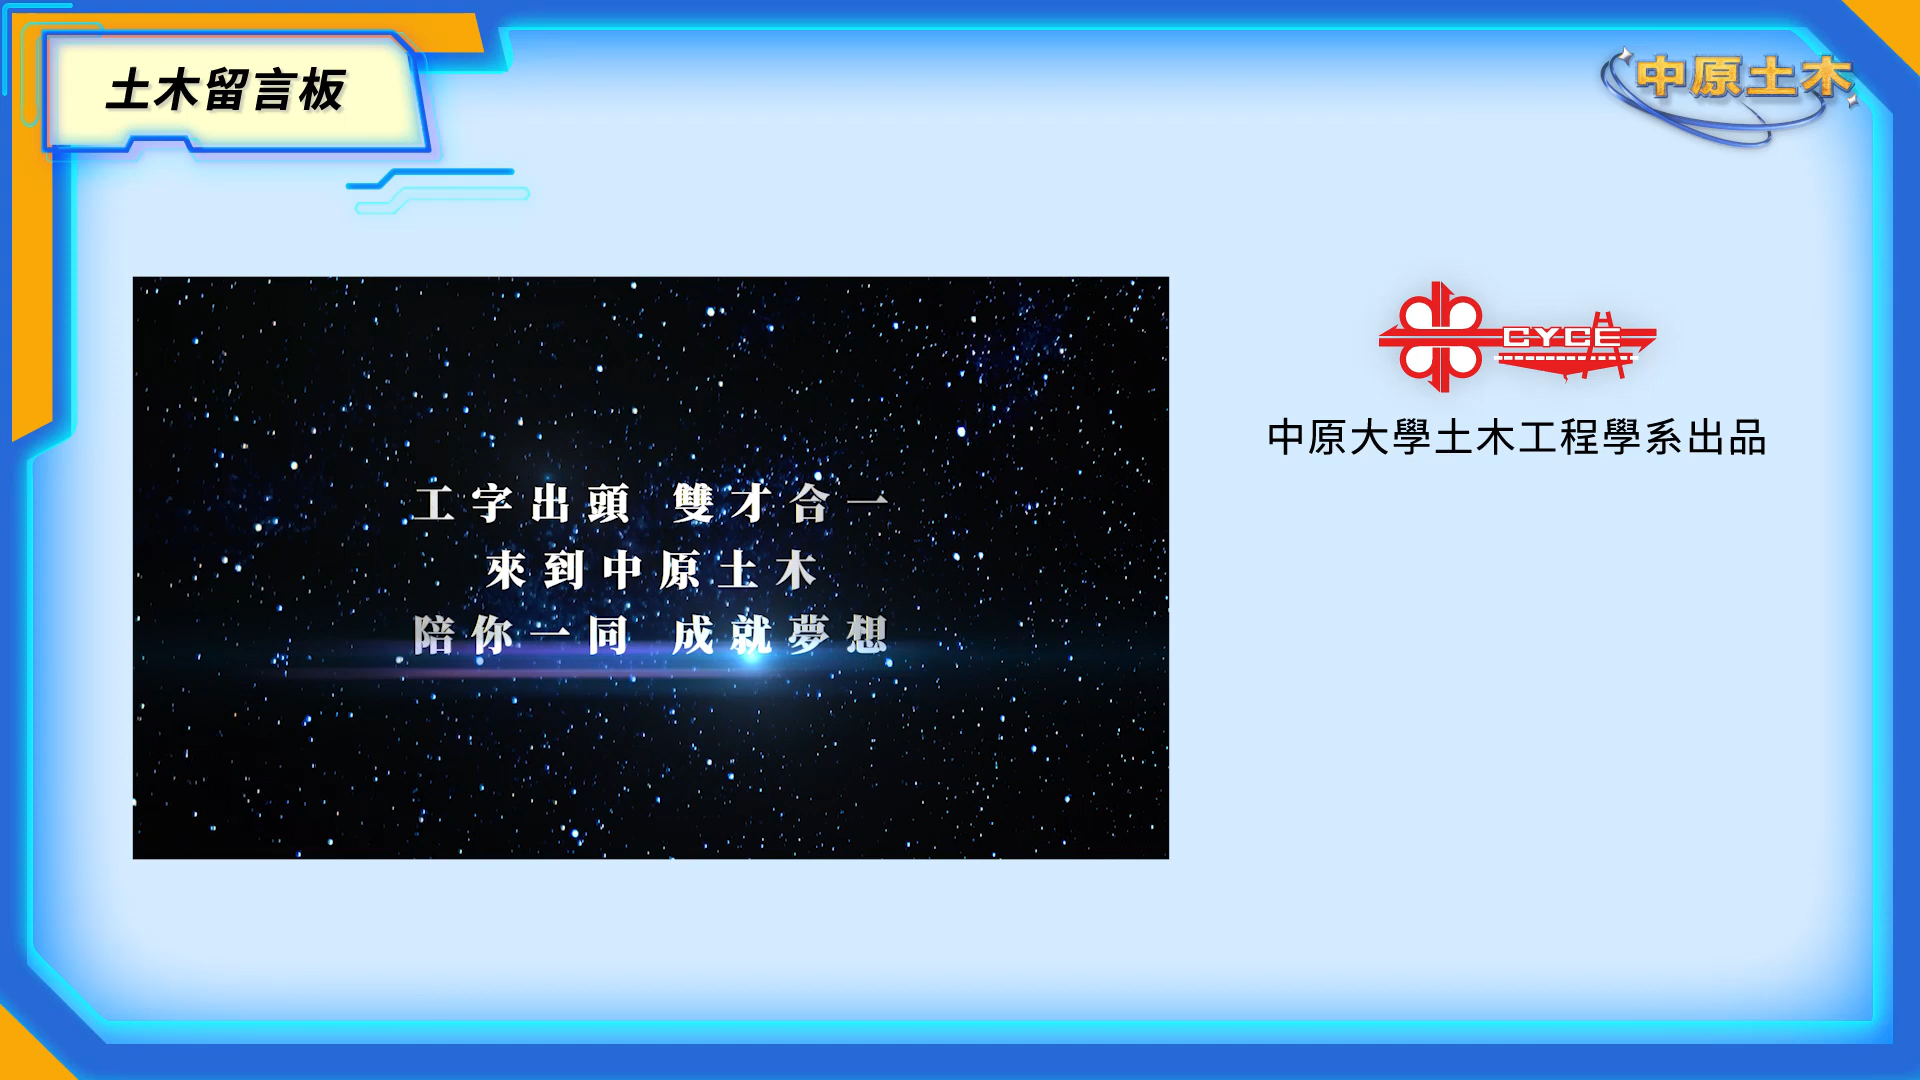 土木留言板
中原土木
工字出頭 雙才合一
來到中原土木
陪你一同 成就夢想
CYCE
中原大學土木工程學系出品